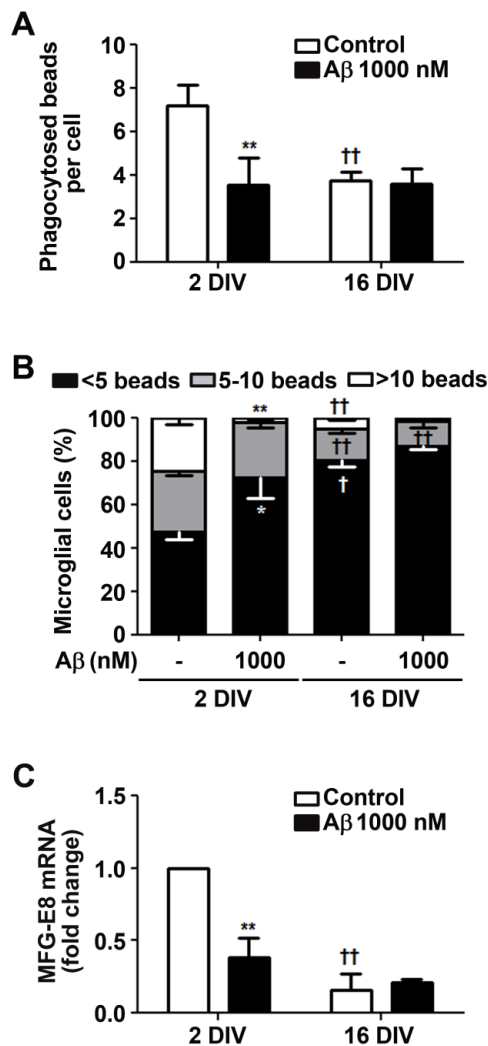 A
Control
Aβ 1000 nM
Phagocytosed beads
per cell
10
8
6
4
2
0
**
††
2 DIV
16 DIV
B
<5 beads
5-10 beads
>10 beads
Microglial cells (%)
100
80
60
40
20
0
**
††
††
††
*
†
Aβ (nM)
-
1000
-
1000
2 DIV
16 DIV
C
Control
Aβ 1000 nM
MFG-E8 mRNA
(fold change)
1.5
1.0
0.5
0.0
**
††
2 DIV
16 DIV